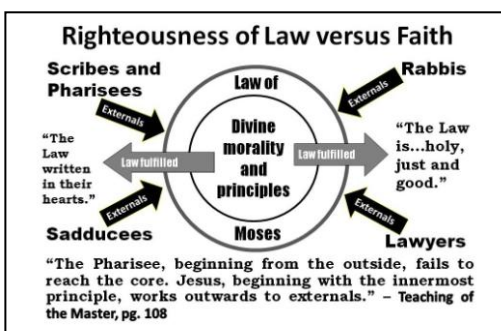 Righteousness of Law versus Faith
Scribes and
Pharisees
Rabbis
Externals
Externals
Law of
Divine
morality
and
principles
Moses
"The
Law
written
in their
hearts."
Law fulfilled
Law fulfilled
"The Law
is...holy,
just and
good."
Externals
Externals
Sadducees
Lawyers
"The Pharisee, beginning from the outside, fails to
reach the core. Jesus, beginning with the innermost
principle, works outwards to externals." – Teaching of
the Master, pg. 108